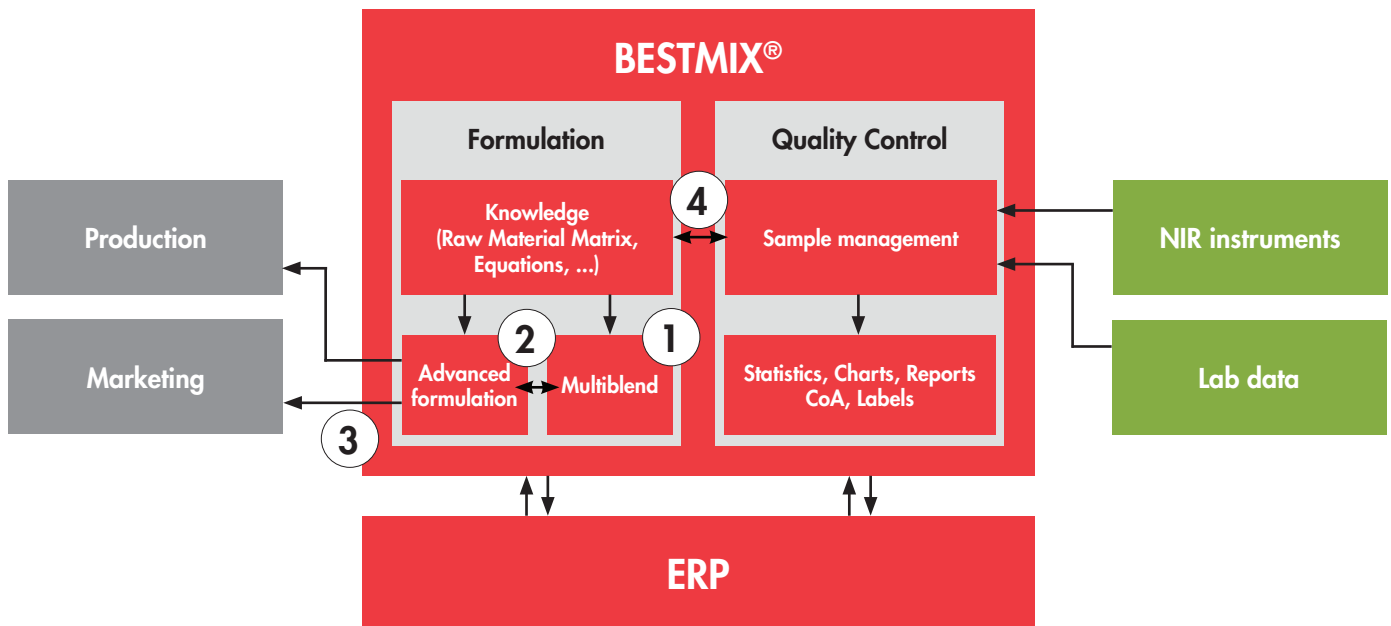 BESTMIX®
Formulation
Quality Control
Knowledge
(Raw Material Matrix,
Equations, ...)
4
Sample management
Production
NIR instruments
Marketing
Advanced
formulation
2
Multiblend
1
3
Statistics, Charts, Reports
CoA, Labels
Lab data
ERP